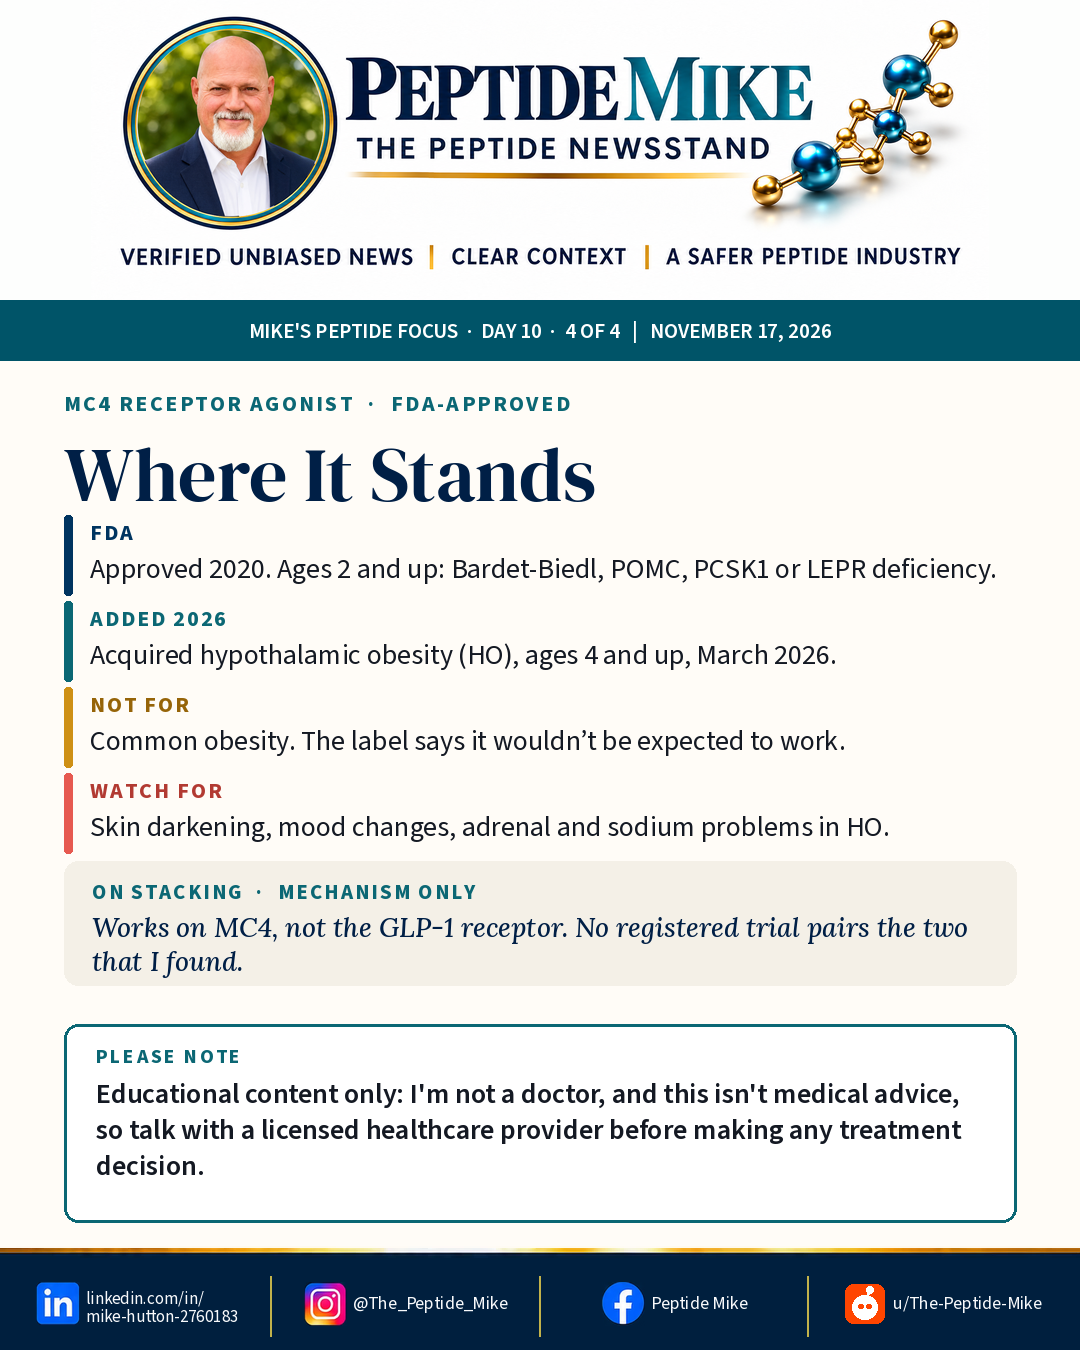 PEPTIDEMIKE
THE PEPTIDE NEWSSTAND
VERIFIED UNBIASED NEWS | CLEAR CONTEXT | A SAFER PEPTIDE INDUSTRY
MIKE'S PEPTIDE FOCUS · DAY 10 · 4 OF 4 | NOVEMBER 17, 2026
MC4 RECEPTOR AGONIST · FDA-APPROVED
Where It Stands
FDA
Approved 2020. Ages 2 and up: Bardet-Biedl, POMC, PCSK1 or LEPR deficiency.
ADDED 2026
Acquired hypothalamic obesity (HO), ages 4 and up, March 2026.
NOT FOR
Common obesity. The label says it wouldn’t be expected to work.
WATCH FOR
Skin darkening, mood changes, adrenal and sodium problems in HO.
ON STACKING · MECHANISM ONLY
Works on MC4, not the GLP-1 receptor. No registered trial pairs the two
that I found.
PLEASE NOTE
Educational content only: I'm not a doctor, and this isn't medical advice,
so talk with a licensed healthcare provider before making any treatment
decision.
in
linkedin.com/in/
mike-hutton-2760183
@The_Peptide_Mike
Peptide Mike
u/The-Peptide-Mike